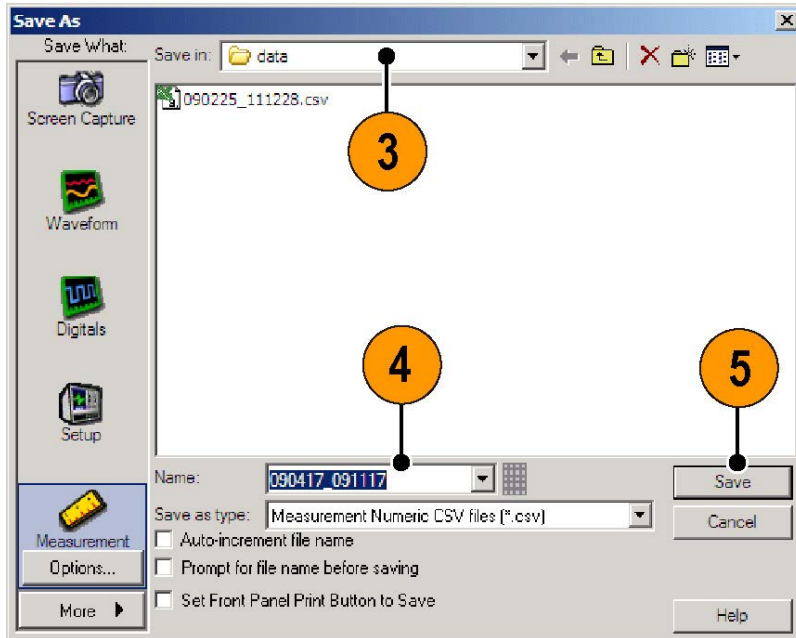 Save As
Save What:
Save in: data
3
090225_111228.csv
Screen Capture
Waveform
Digitals
Setup
Measurement
Options...
More
4
5
Name: 090417_091117
Save
Save as type: Measurement Numeric CSV files (*.csv)
Cancel
Auto-increment file name
Prompt for file name before saving
Set Front Panel Print Button to Save
Help